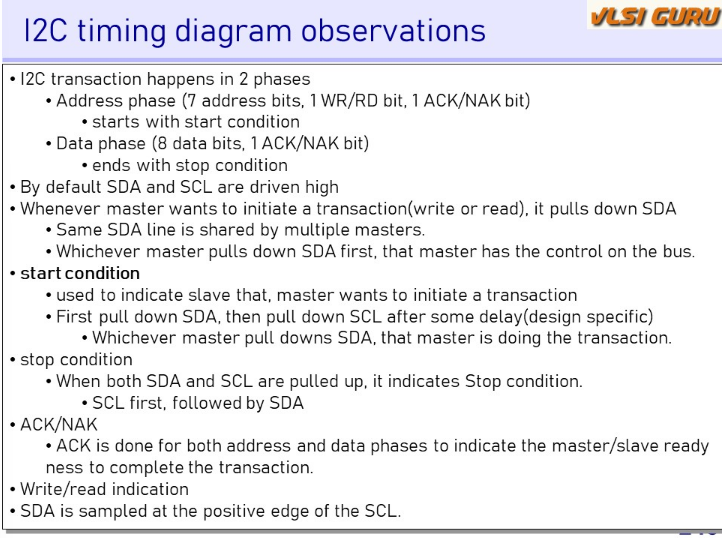 I2C timing diagram observations
VLSI GURU
• I2C transaction happens in 2 phases
• Address phase (7 address bits, 1 WR/RD bit, 1 ACK/NAK bit)
• starts with start condition
• Data phase (8 data bits, 1 ACK/NAK bit)
• ends with stop condition
• By default SDA and SCL are driven high
• Whenever master wants to initiate a transaction(write or read), it pulls down SDA
• Same SDA line is shared by multiple masters.
• Whichever master pulls down SDA first, that master has the control on the bus.
• start condition
• used to indicate slave that, master wants to initiate a transaction
• First pull down SDA, then pull down SCL after some delay(design specific)
• Whichever master pull downs SDA, that master is doing the transaction.
• stop condition
• When both SDA and SCL are pulled up, it indicates Stop condition.
• SCL first, followed by SDA
• ACK/NAK
• ACK is done for both address and data phases to indicate the master/slave ready
ness to complete the transaction.
• Write/read indication
• SDA is sampled at the positive edge of the SCL.